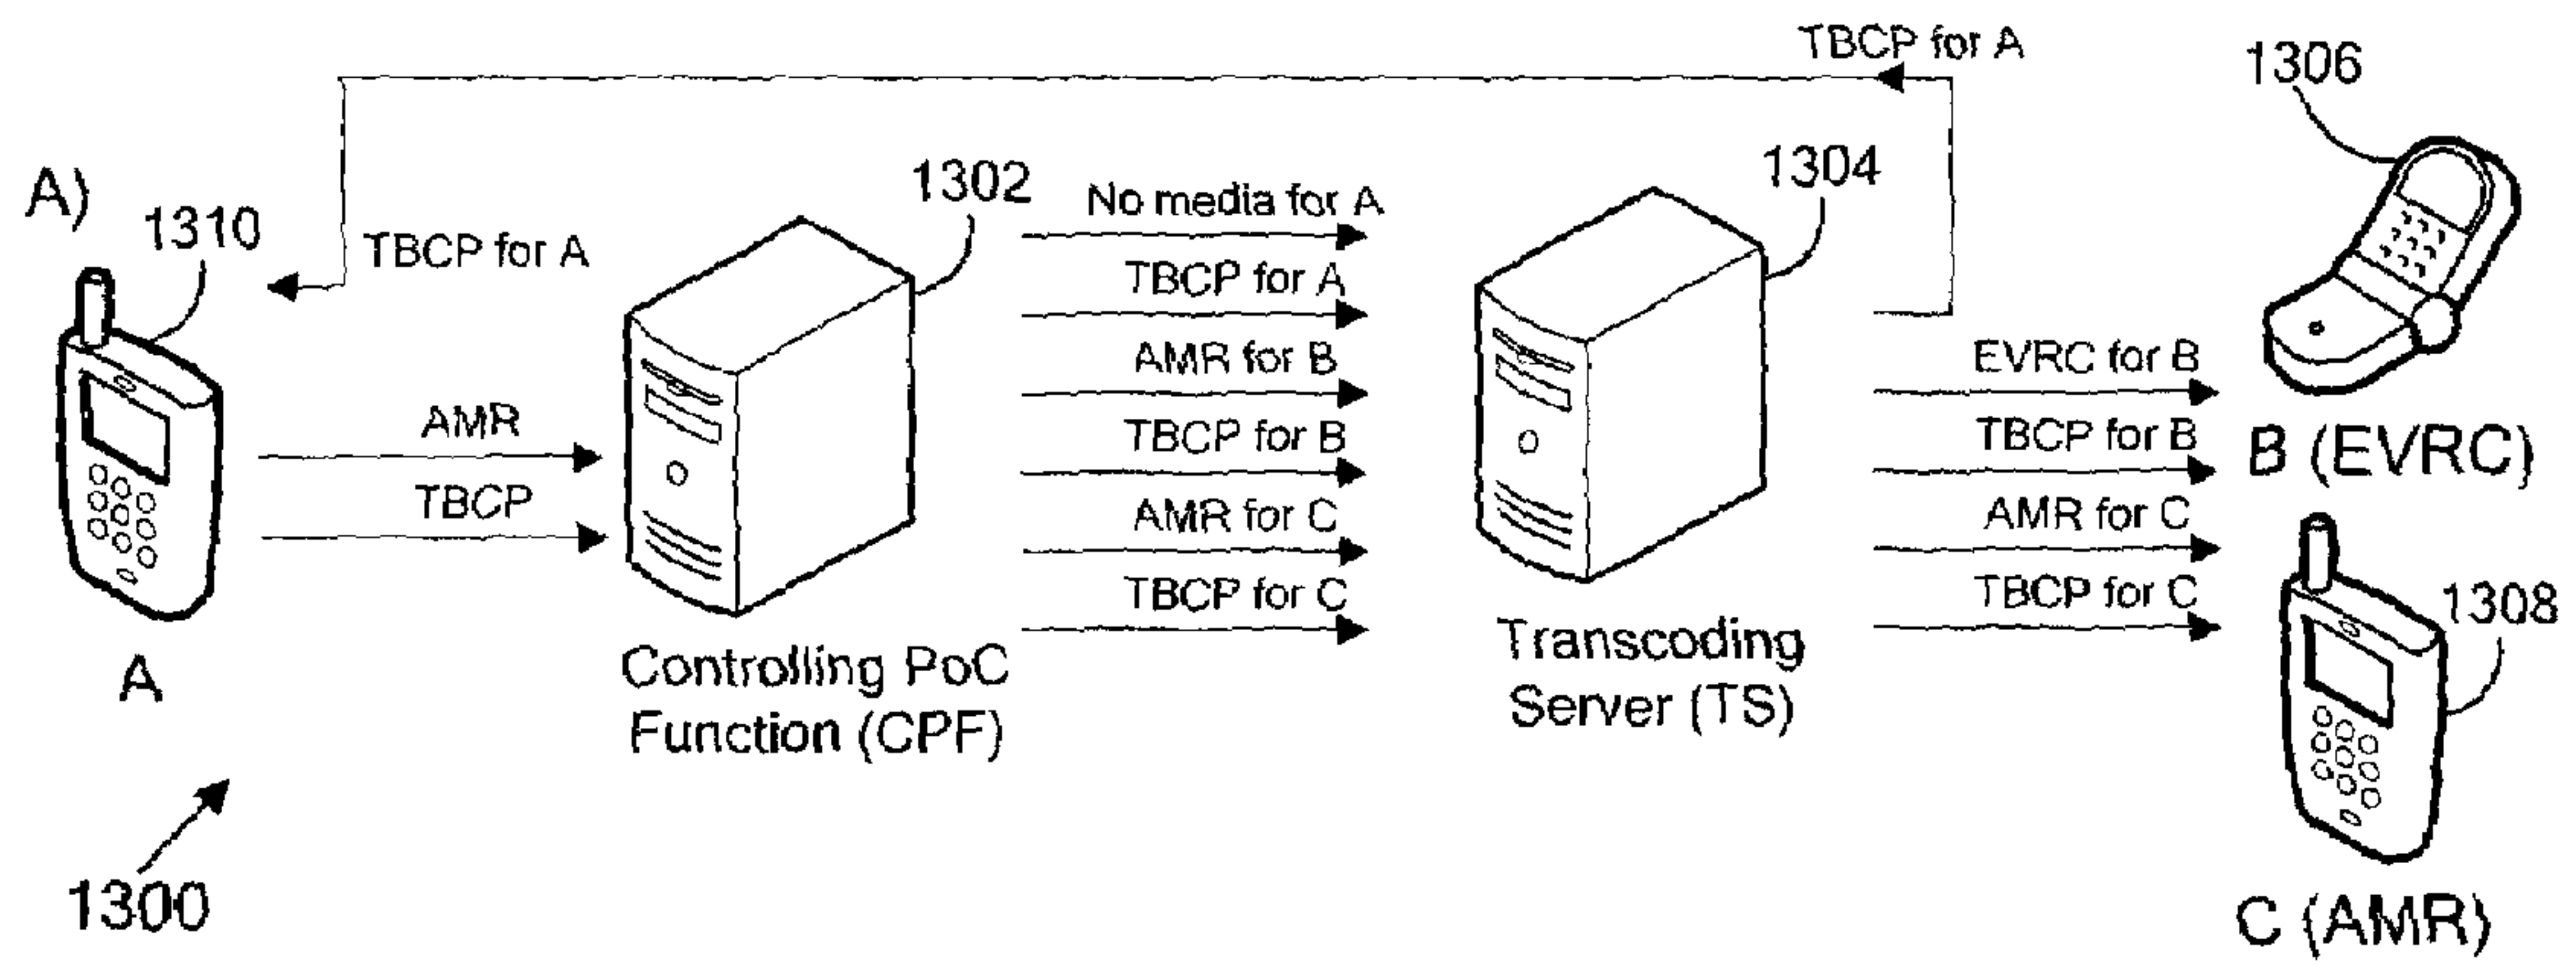 TBCP for A
1306
A)
1310
1302
1304
No media for A
TBCP for A
TBCP for A
AMR for B
EVRC for B
AMR
TBCP for B
TBCP for B
B (EVRC)
TBCP
AMR for C
AMR for C
TBCP for C
TBCP for C
1308
A
Controlling PoC
Function (CPF)
Transcoding
Server (TS)
1300
C (AMR)